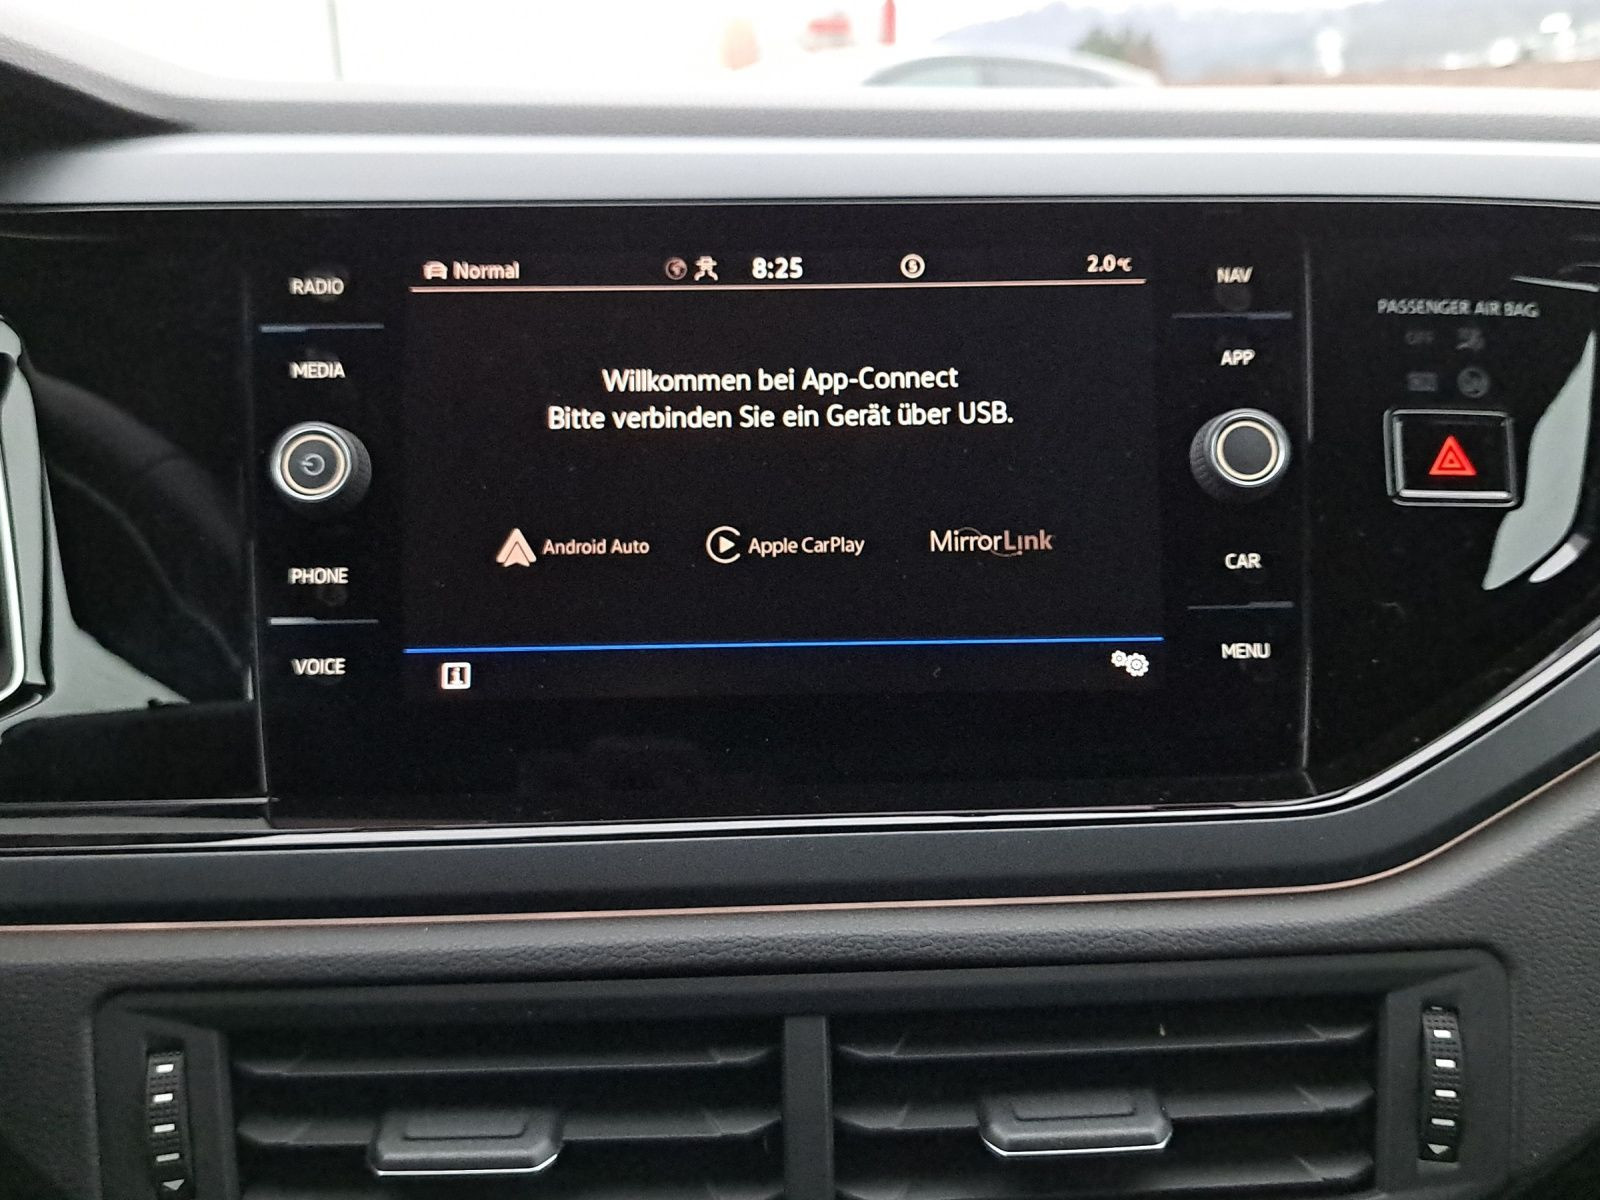 Normal 8:25 S 2.0°C
RADIO
MEDIA
PHONE
VOICE
Willkommen bei App-Connect
Bitte verbinden Sie ein Gerät über USB.
Android Auto Apple CarPlay MirrorLink
i
NAV
APP
CAR
MENU
PASSENGER AIR BAG
OFF